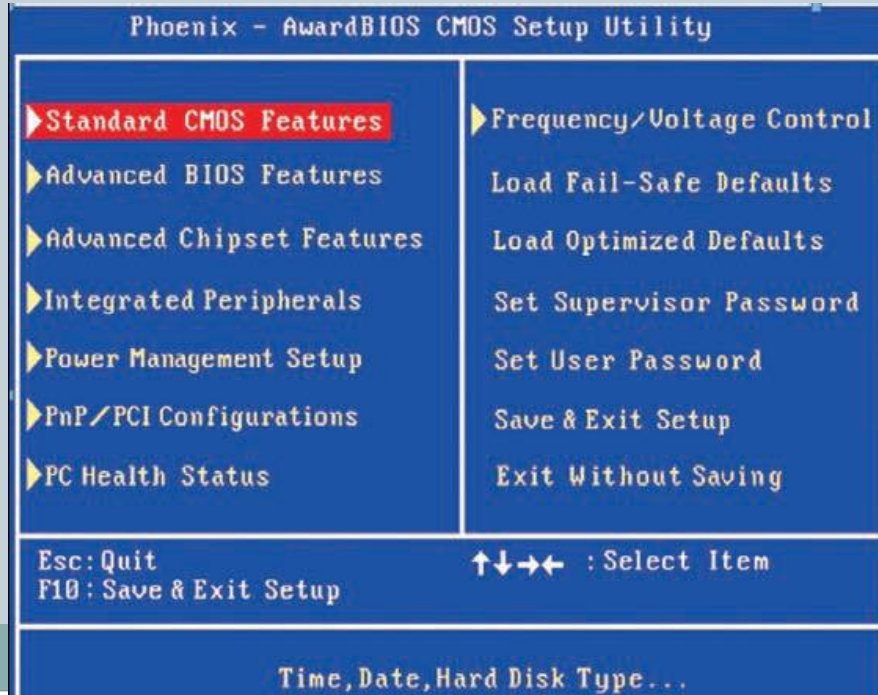 Phoenix - AwardBIOS CMOS Setup Utility
Standard CMOS Features
Advanced BIOS Features
Advanced Chipset Features
Integrated Peripherals
Power Management Setup
PnP/PCI Configurations
PC Health Status
Frequency/Voltage Control
Load Fail-Safe Defaults
Load Optimized Defaults
Set Supervisor Password
Set User Password
Save & Exit Setup
Exit Without Saving
Esc:Quit
F10:Save & Exit Setup
↑↓→← :Select Item
Time,Date,Hard Disk Type...